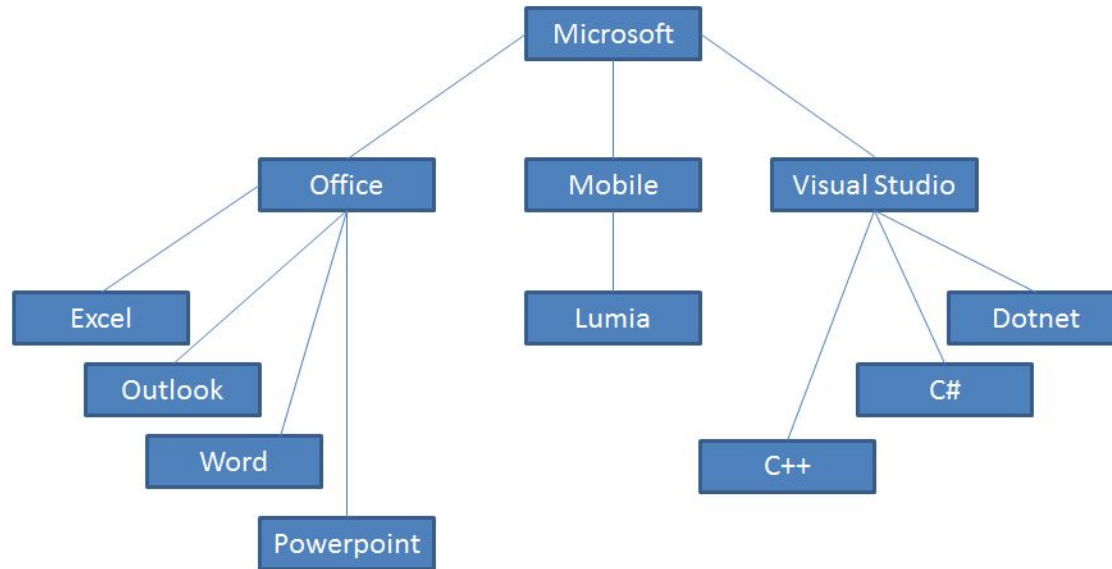 Microsoft
Office
Mobile
Visual Studio
Excel
Lumia
Dotnet
Outlook
C#
Word
C++
Powerpoint